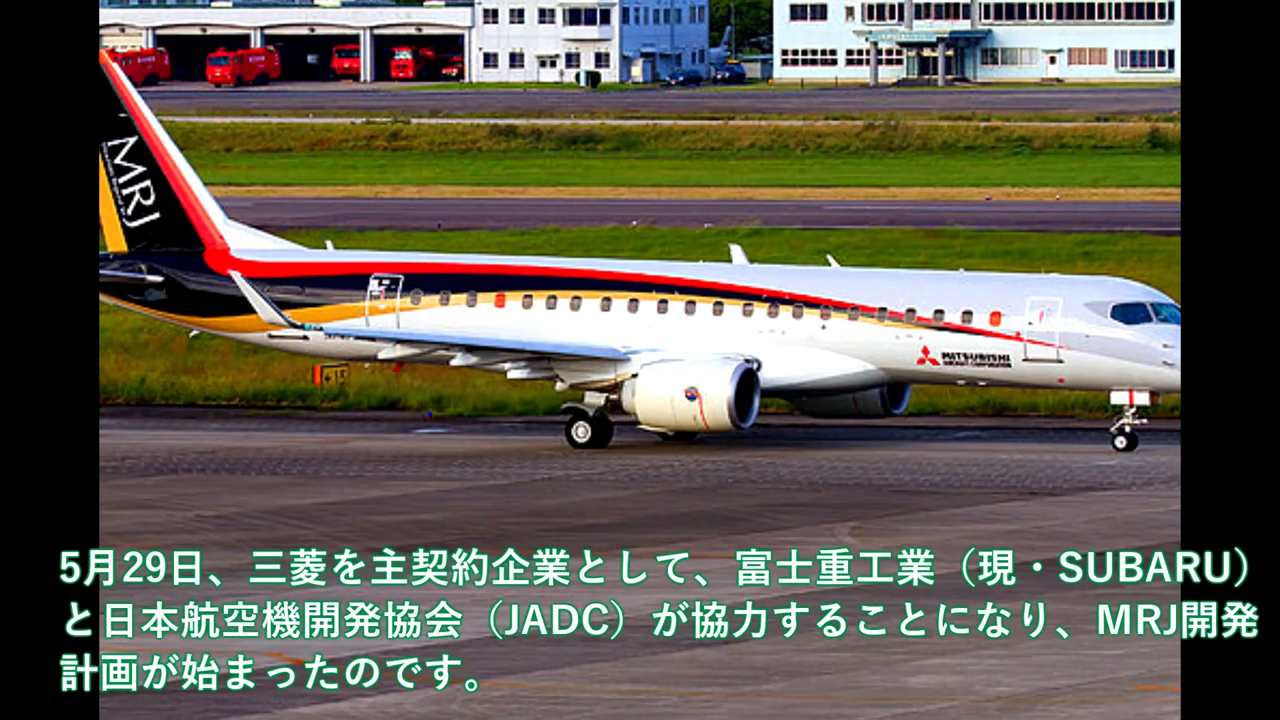 MRJ
MITSUBISHI
AIRCRAFT CORPORATION
5月29日、三菱を主契約企業として、富士重工業（現・SUBARU）
と日本航空機開発協会（JADC）が協力することになり、MRJ開発
計画が始まったのです。